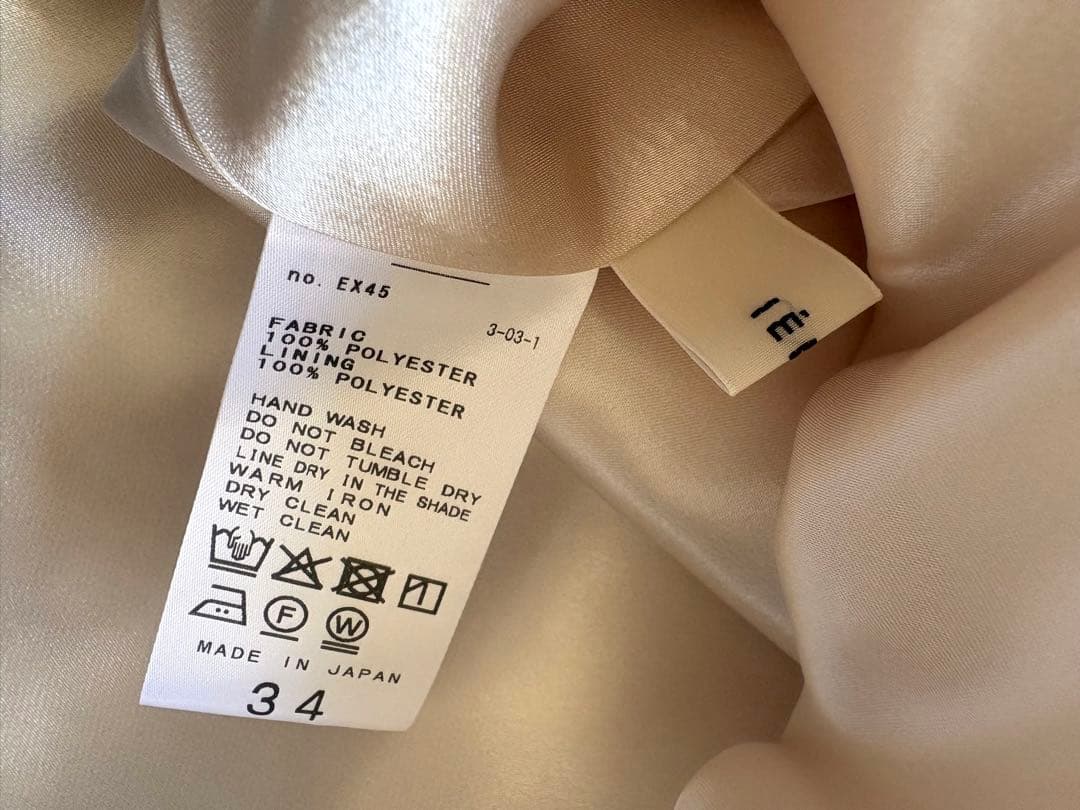 no. EX45
3-03-1
FABRIC
100% POLYESTER
LINING
100% POLYESTER
HAND WASH
DO NOT BLEACH
DO NOT TUMBLE DRY
LINE DRY IN THE SHADE
WARM IRON
DRY CLEAN
WET CLEAN
F W
MADE IN JAPAN
34